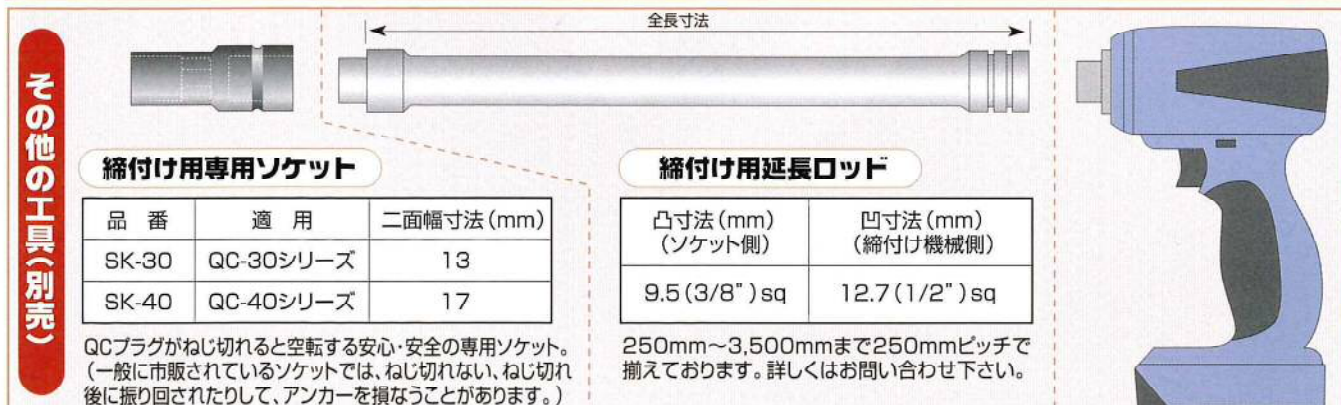 その他の工具(別売)
全長寸法
締付け用専用ソケット
品番 適用 二面幅寸法(mm)
SK-30 QC-30シリーズ 13
SK-40 QC-40シリーズ 17
QCプラグがねじ切れると空転する安心・安全の専用ソケット。
(一般に市販されているソケットでは、ねじ切れない、ねじ切れ
後に振り回されたりして、アンカーを損なうことがあります。)
締付け用延長ロッド
凸寸法(mm) 凹寸法(mm)
(ソケット側) (締付け機械側)
9.5(3/8")sq 12.7(1/2")sq
250mm〜3,500mmまで250mmピッチで
揃えております。詳しくはお問い合わせ下さい。